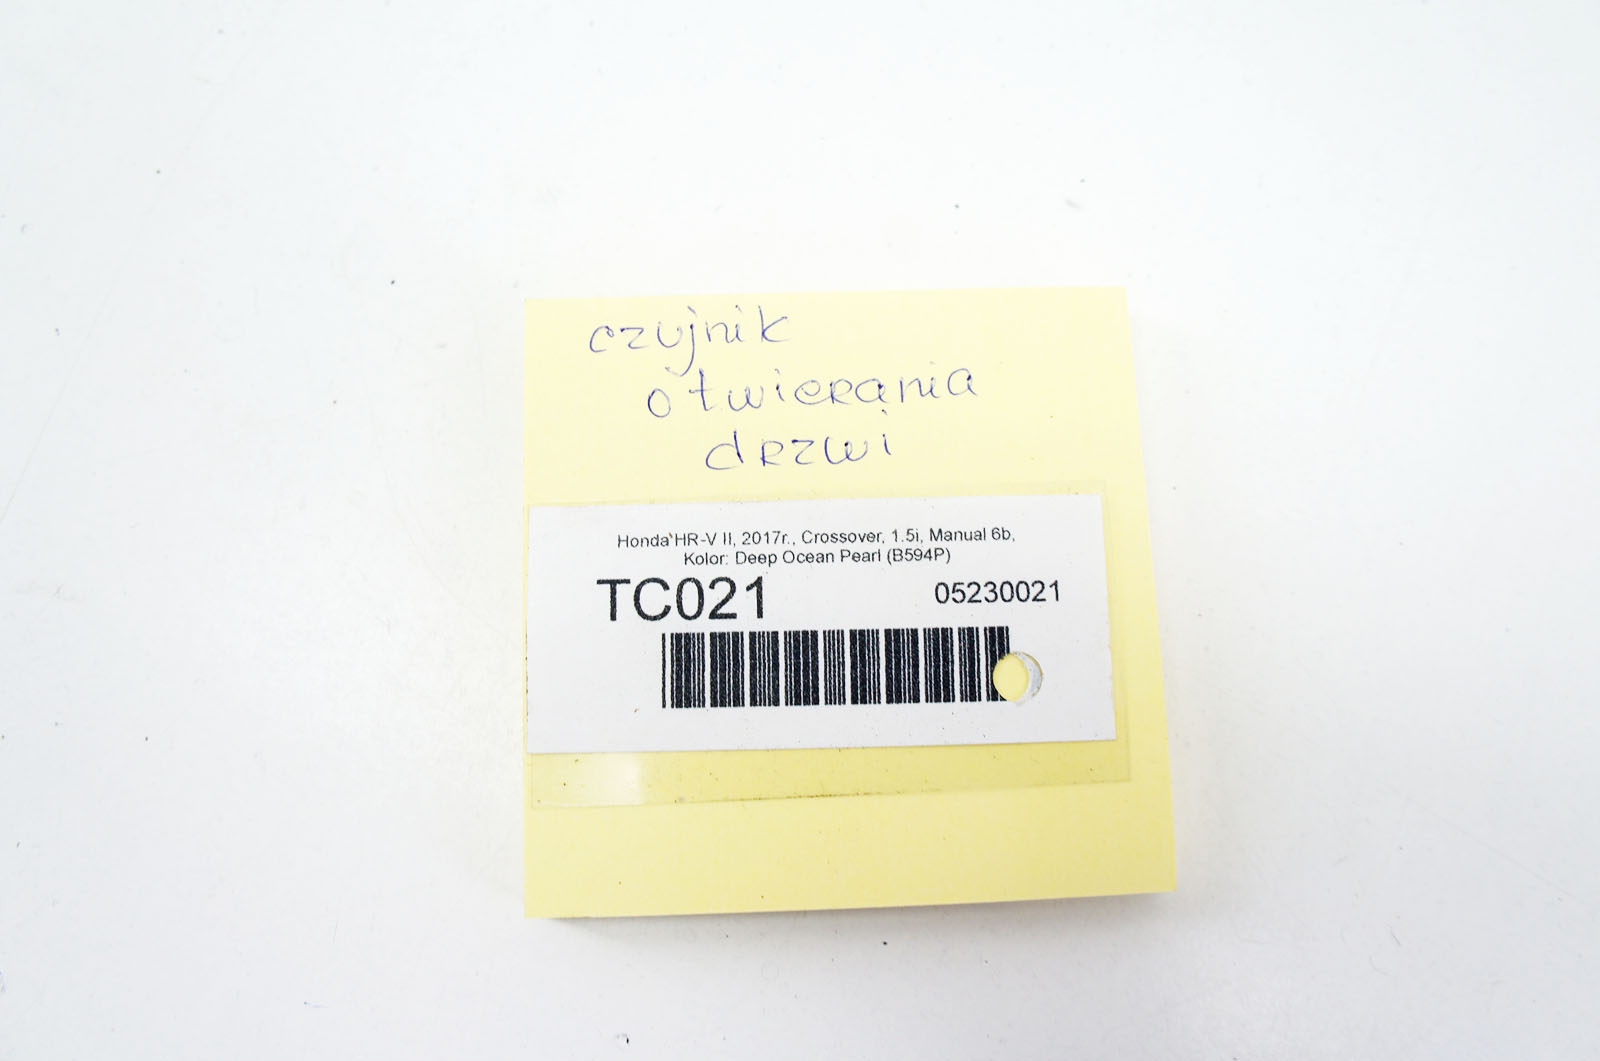 czujnik
otwierania
drzwi
Honda HR-V II, 2017r., Crossover, 1.5i, Manual 6b,
Kolor: Deep Ocean Pearl (B594P)
TC021 05230021